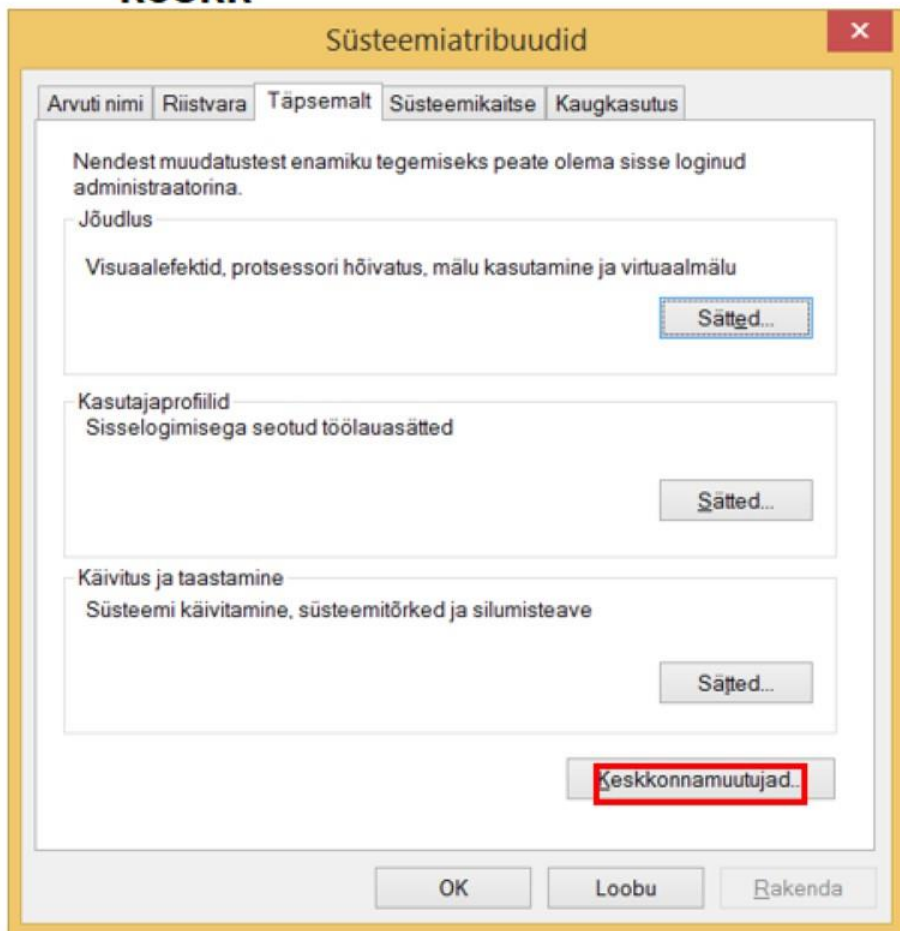 Süsteemiatribuudid
Arvuti nimi Riistvara Täpsemalt Süsteemikaitse Kaugkasutus
Nendest muudatustest enamiku tegemiseks peate olema sisse loginud
administraatorina.
Jõudlus
Visuaalefektid, protsessori hõivatus, mälu kasutamine ja virtuaalmälu
Sätted...
Kasutajaprofiilid
Sisselogimisega seotud töölauasätted
Sätted...
Käivitus ja taastamine
Süsteemi käivitamine, süsteemitõrked ja silumisteave
Sätted...
Keskkonnamuutujad...
OK Loobu Rakenda